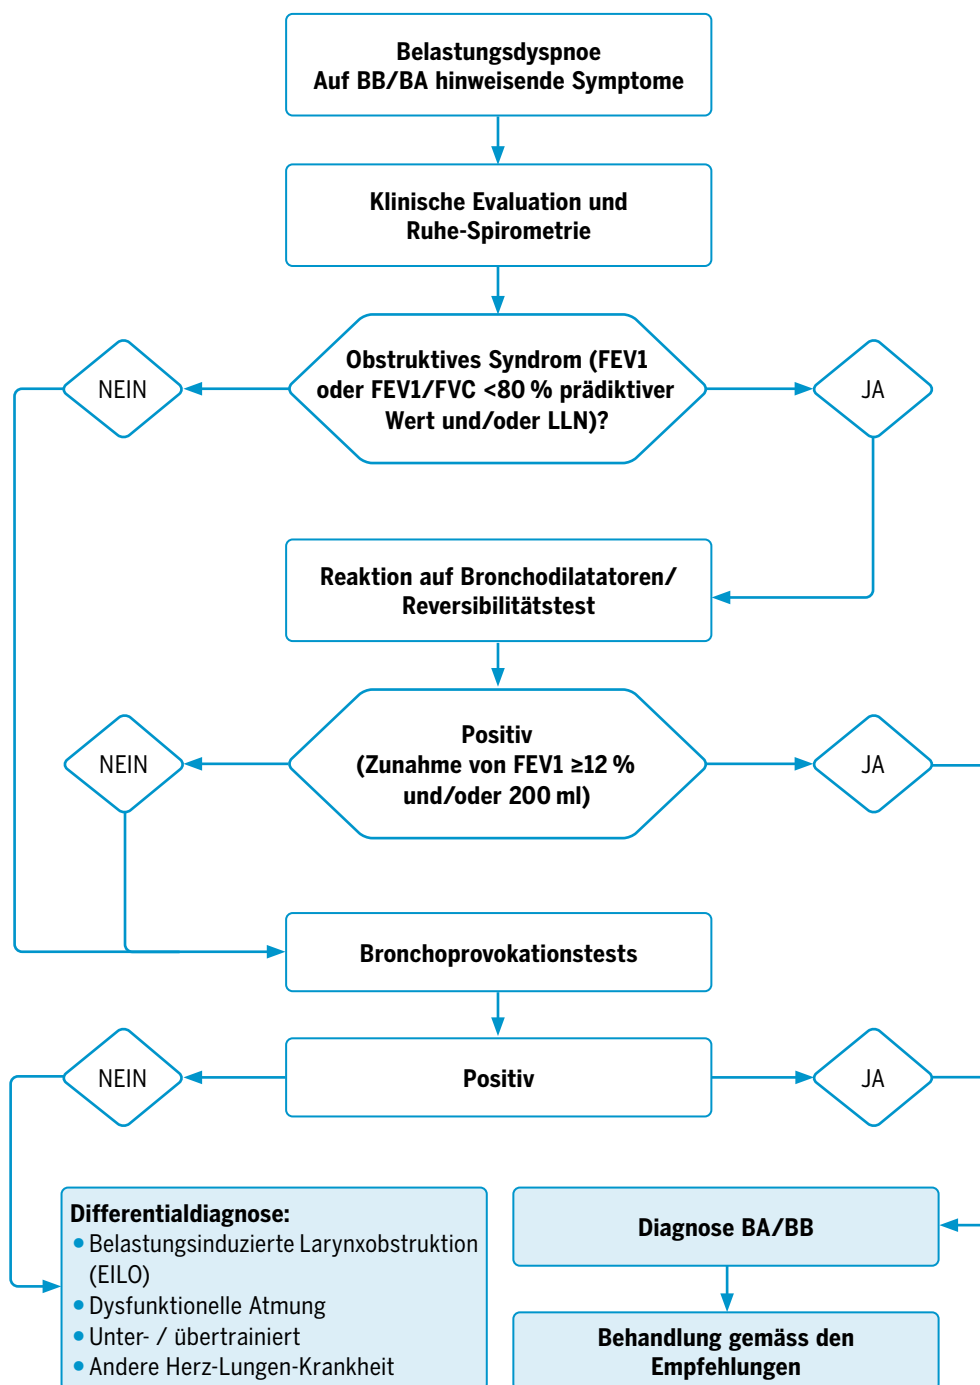 Belastungsdyspnoe
Auf BB/BA hinweisende Symptome
Klinische Evaluation und
Ruhe-Spirometrie
Obstruktives Syndrom (FEV1
oder FEV1/FVC <80 % prädiktiver
Wert und/oder LLN)?
NEIN
JA
Reaktion auf Bronchodilatatoren/
Reversibilitätstest
Positiv
(Zunahme von FEV1 ≥12 %
und/oder 200 ml)
NEIN
JA
Bronchoprovokationstests
NEIN
Positiv
JA
Differentialdiagnose:
• Belastungsinduzierte Larynxobstruktion
(EILO)
• Dysfunktionelle Atmung
• Unter- / übertrainiert
• Andere Herz-Lungen-Krankheit
Diagnose BA/BB
Behandlung gemäss den
Empfehlungen